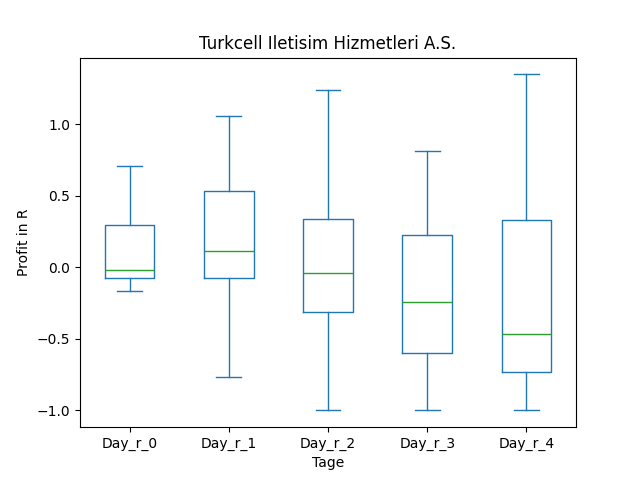 Turkcell Iletisim Hizmetleri A.S.
Profit in R
1.0
0.5
0.0
−0.5
−1.0
Day_r_0 Day_r_1 Day_r_2 Day_r_3 Day_r_4
Tage